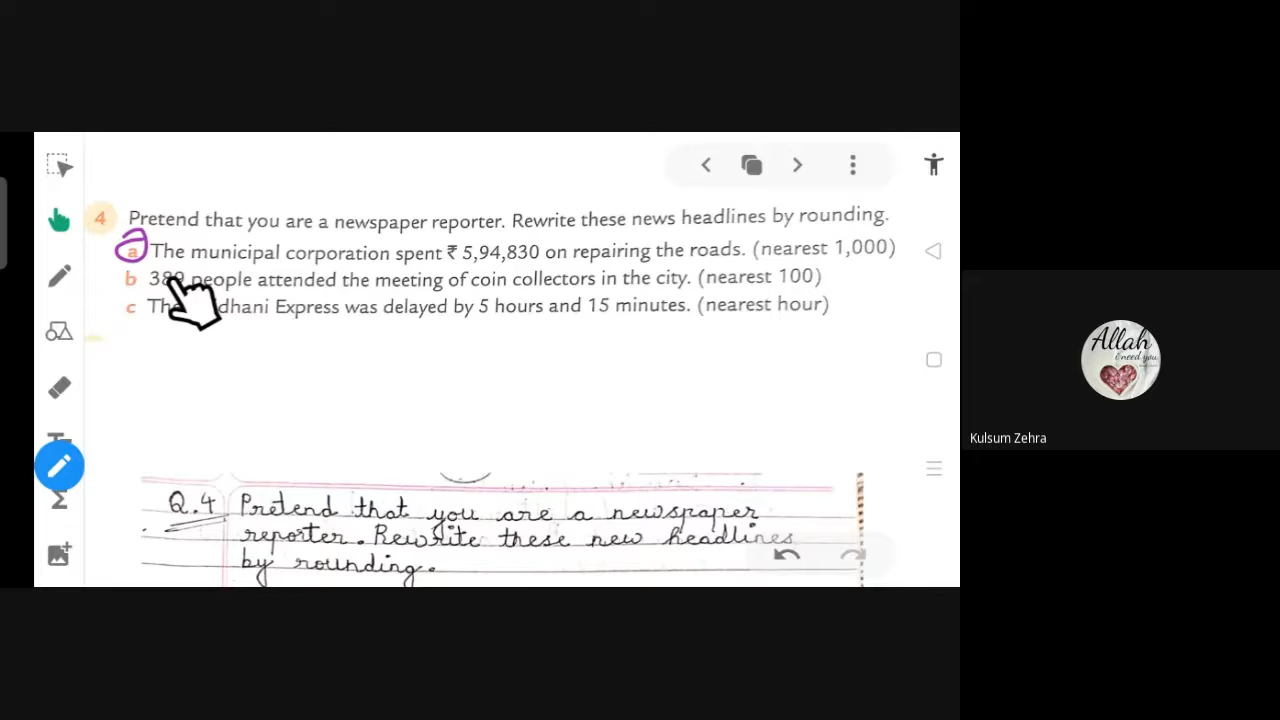 4 Pretend that you are a newspaper reporter. Rewrite these news headlines by rounding.
a The municipal corporation spent ₹ 5,94,830 on repairing the roads. (nearest 1,000)
b 389 people attended the meeting of coin collectors in the city. (nearest 100)
c dhani Express was delayed by 5 hours and 15 minutes. (nearest hour)
Q.4 Pretend that you are a newspaper
reporter. Rewrite these new headlines
by rounding.
Allah
i need you
Kulsum Zehra